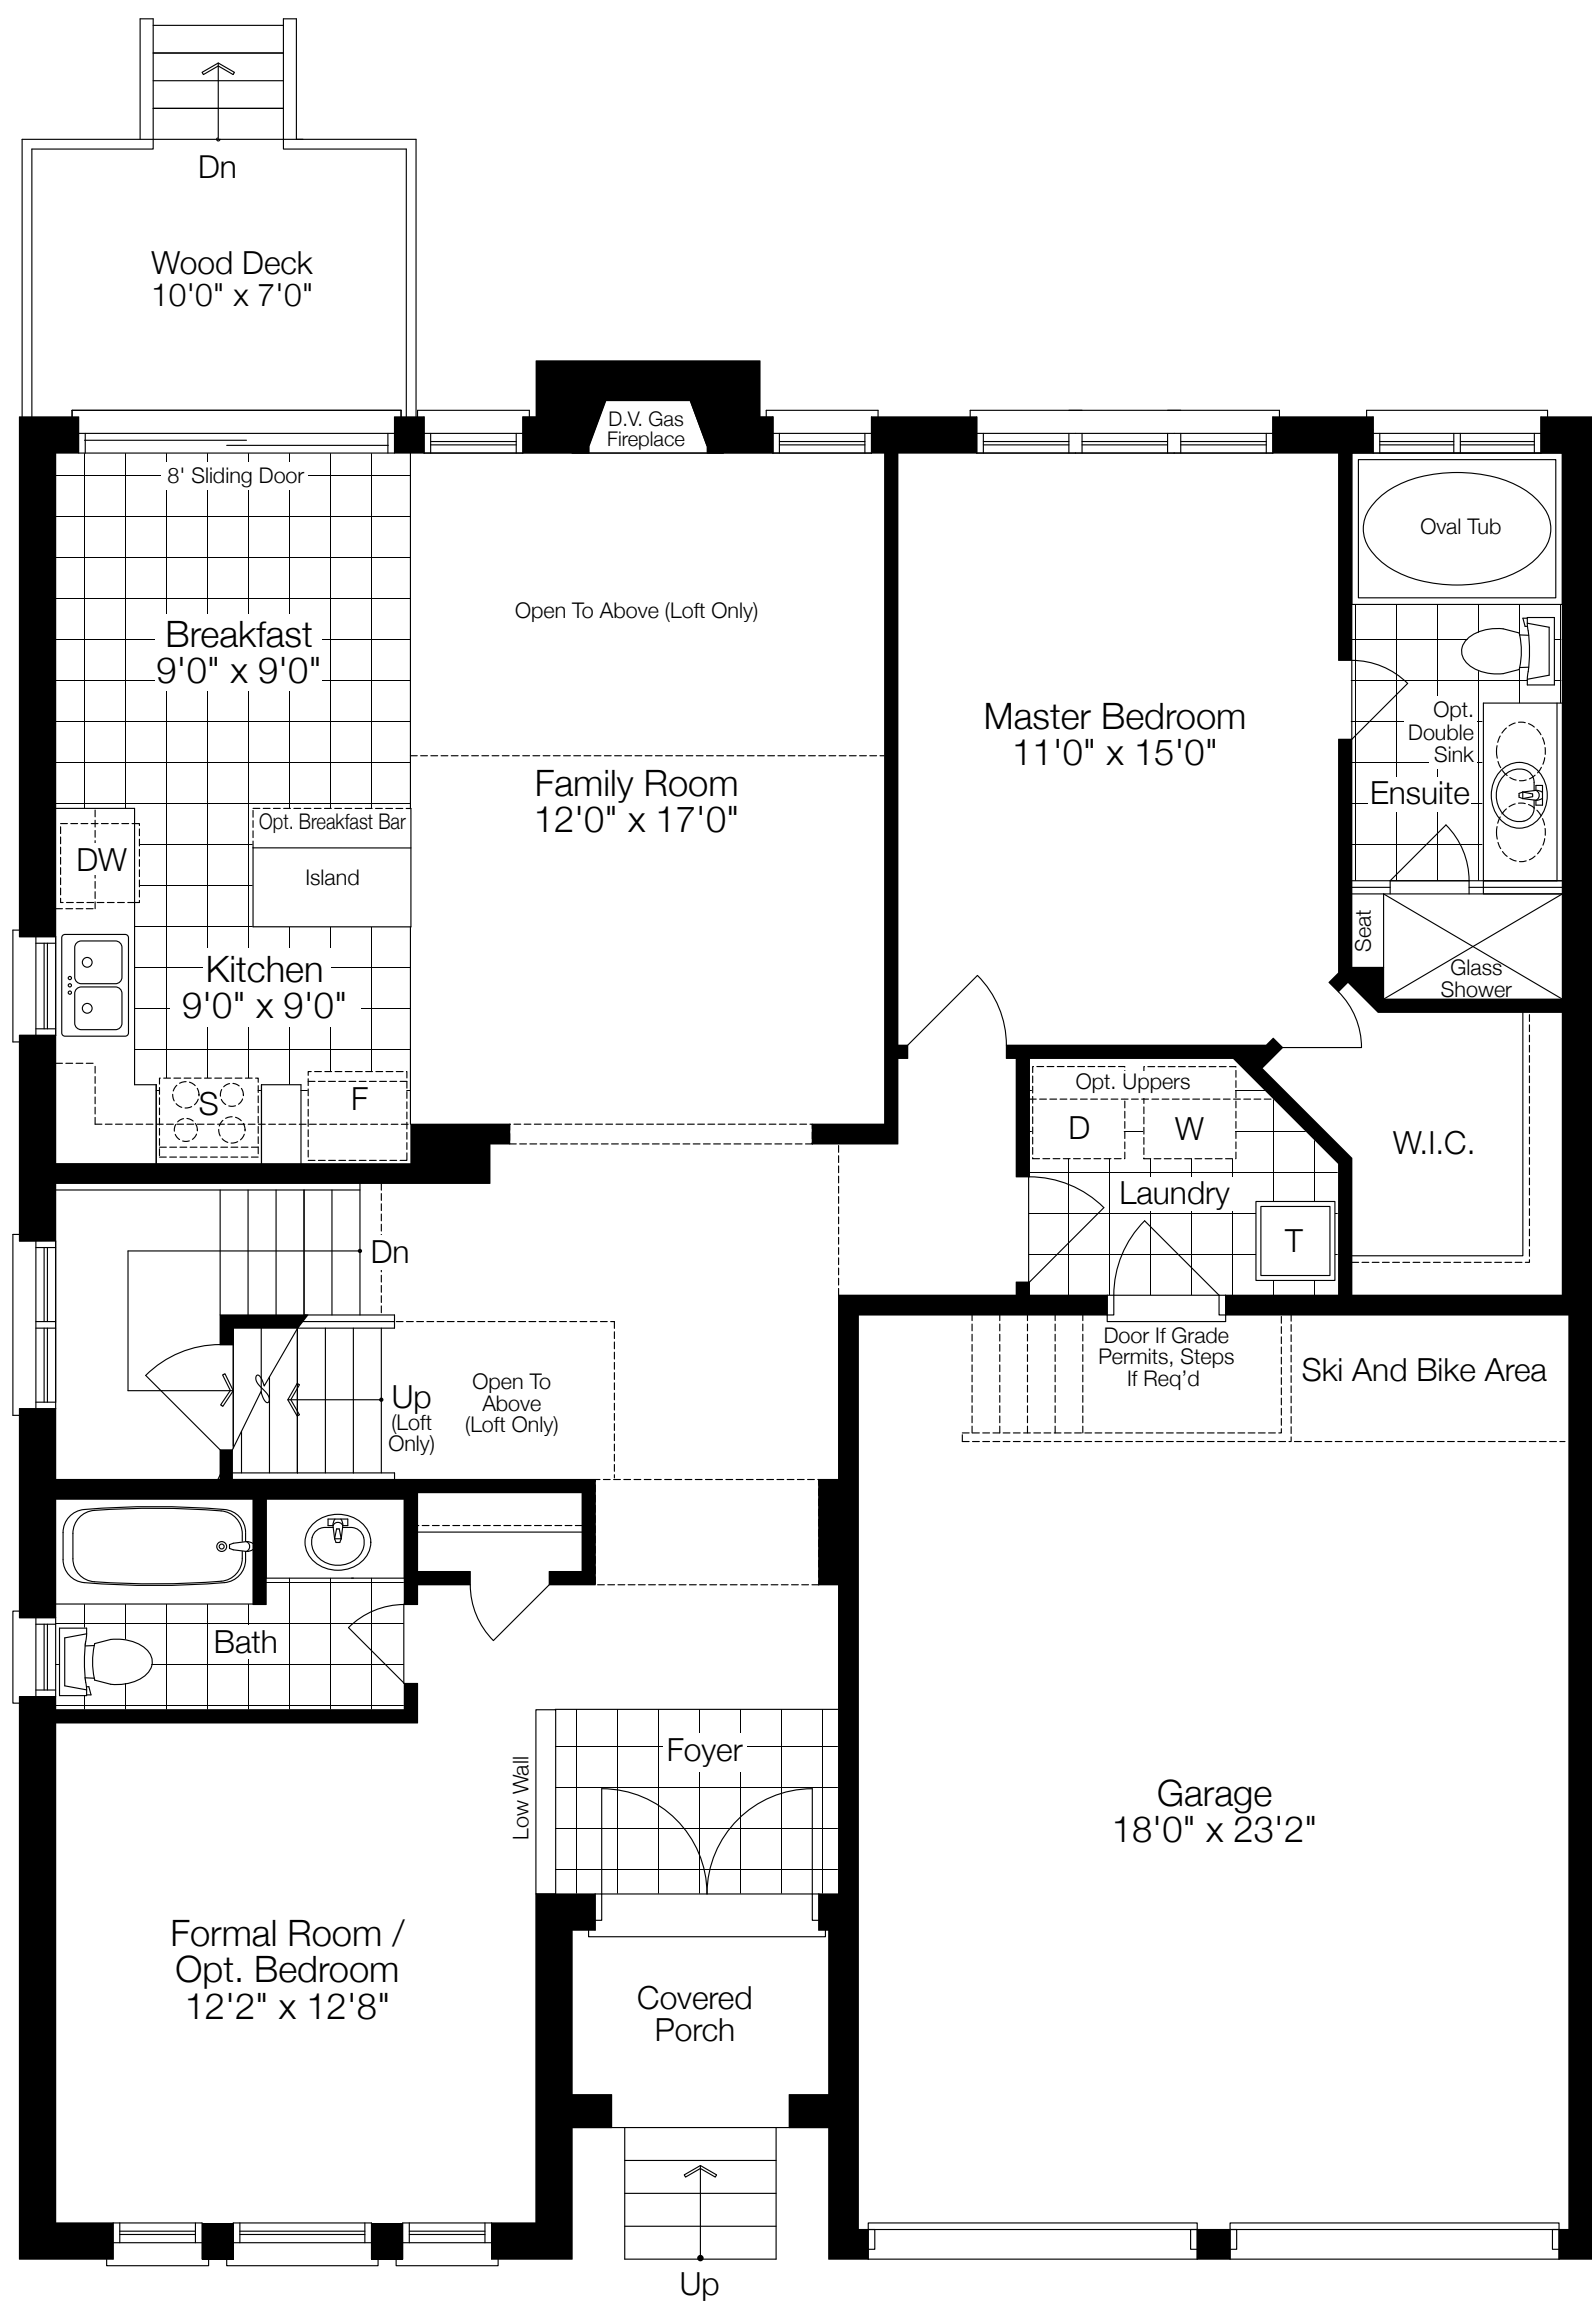 Dn
Wood Deck
10'0" x 7'0"
D.V. Gas
Fireplace
8' Sliding Door
Oval Tub
Open To Above (Loft Only)
Breakfast
9'0" x 9'0"
Master Bedroom
11'0" x 15'0"
Opt.
Double
Sink
Ensuite
Family Room
12'0" x 17'0"
Opt. Breakfast Bar
DW
Island
Seat
Glass
Shower
Kitchen
9'0" x 9'0"
S
F
Opt. Uppers
D
W
W.I.C.
Laundry
T
Dn
Door If Grade
Permits, Steps
If Req'd
Ski And Bike Area
Up
(Loft
Only)
Open To
Above
(Loft Only)
Bath
Foyer
Low Wall
Garage
18'0" x 23'2"
Formal Room /
Opt. Bedroom
12'2" x 12'8"
Covered
Porch
Up